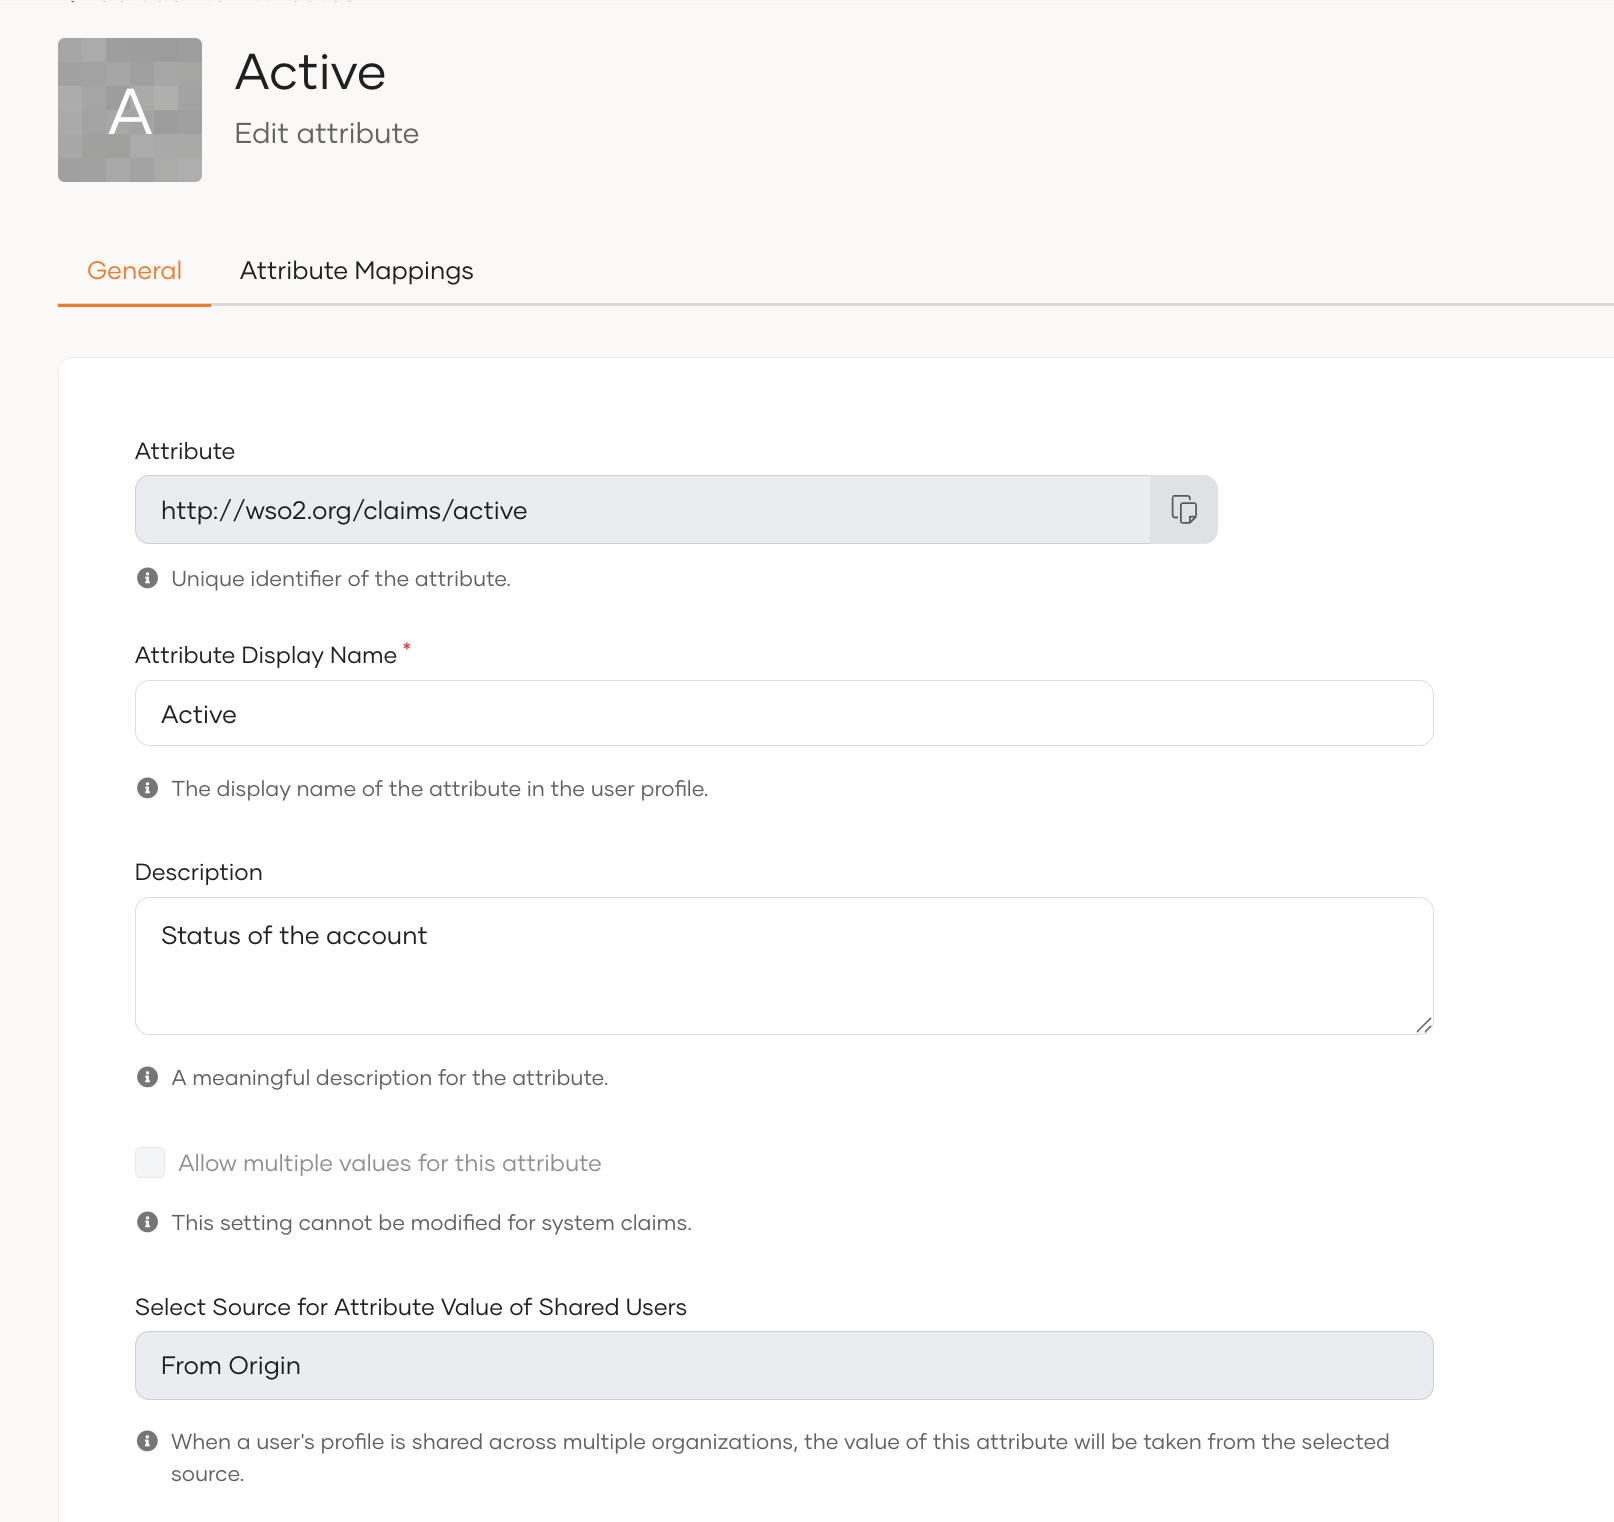 A
Active
Edit attribute
General
Attribute Mappings
Attribute
http://wso2.org/claims/active
Unique identifier of the attribute.
Attribute Display Name *
Active
The display name of the attribute in the user profile.
Description
Status of the account
A meaningful description for the attribute.
Allow multiple values for this attribute
This setting cannot be modified for system claims.
Select Source for Attribute Value of Shared Users
From Origin
When a user's profile is shared across multiple organizations, the value of this attribute will be taken from the selected
source.